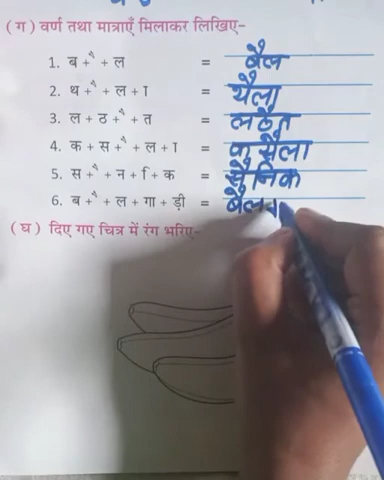 (ग) वर्ण तथा मात्राएँ मिलाकर लिखिए-
1. ब + ै + ल = बैल
2. थ + ै + ल + ा = थैला
3. ल + ठ + ै + त = लठैत
4. क + स + ै + ल + ा = कसैला
5. स + ै + न + ि + क = सैनिक
6. ब + ै + ल + गा + ड़ी = बैल
(घ) दिए गए चित्र में रंग भरिए-